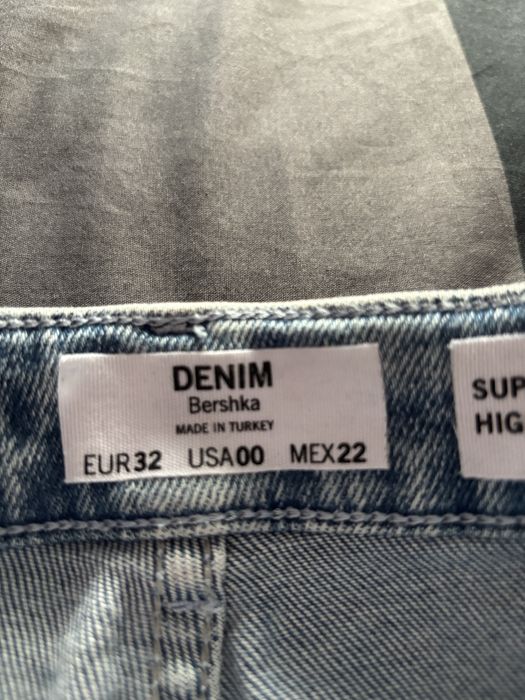 DENIM
Bershka
MADE IN TURKEY
EUR32 USA00 MEX22
SUP
HIG